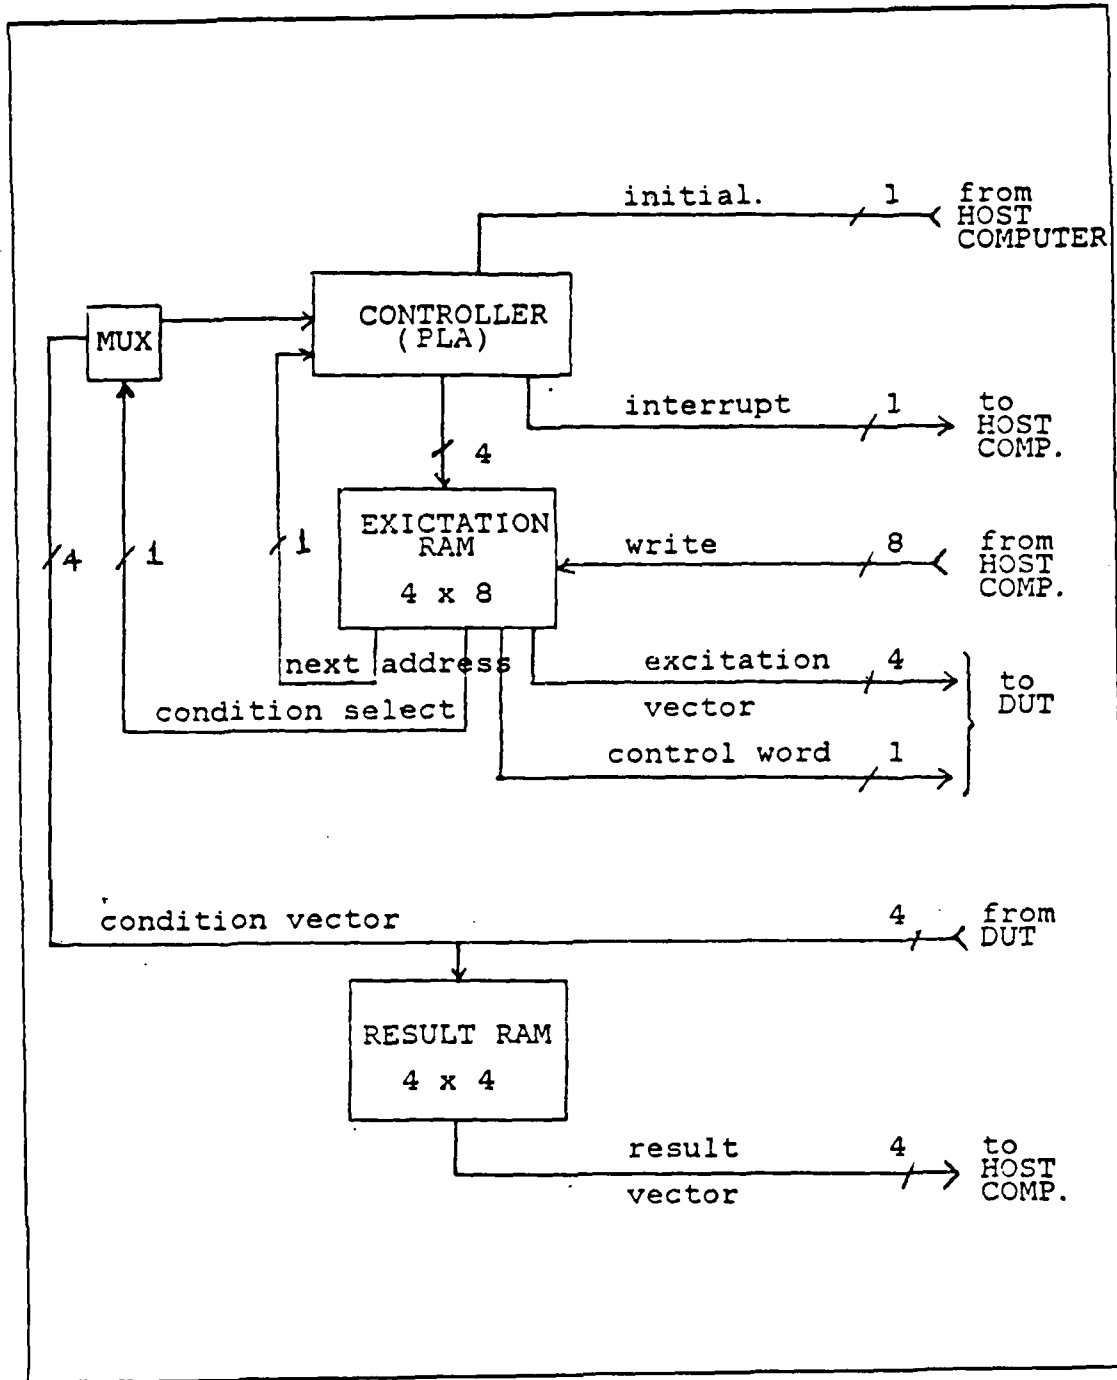 initial.
1
from
HOST
COMPUTER
CONTROLLER
(PLA)
MUX
interrupt
1
to
HOST
COMP.
4
EXICTATION
RAM
4 x 8
write
8
from
HOST
COMP.
4
1
1
next address
excitation
4
vector
to
DUT
condition select
control word
1
condition vector
4
from
DUT
RESULT RAM
4 x 4
result
4
vector
to
HOST
COMP.